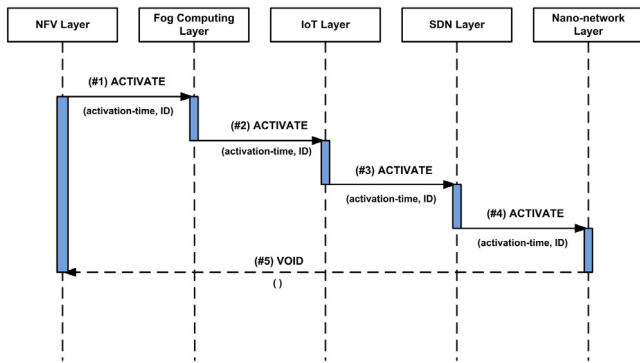 NFV Layer
Fog Computing
Layer
IoT Layer
SDN Layer
Nano-network
Layer
(#1) ACTIVATE
(activation-time, ID)
(#2) ACTIVATE
(activation-time, ID)
(#3) ACTIVATE
(activation-time, ID)
(#4) ACTIVATE
(activation-time, ID)
(#5) VOID
( )